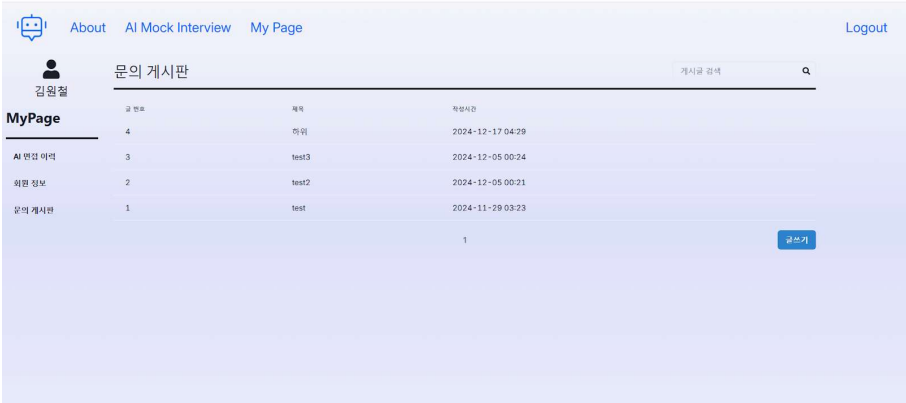 About AI Mock Interview My Page Logout
김원철
MyPage
AI 면접 이력
회원 정보
문의 게시판
문의 게시판
게시글 검색
글 번호 제목 작성시간
4 하위 2024-12-17 04:29
3 test3 2024-12-05 00:24
2 test2 2024-12-05 00:21
1 test 2024-11-29 03:23
1
글쓰기